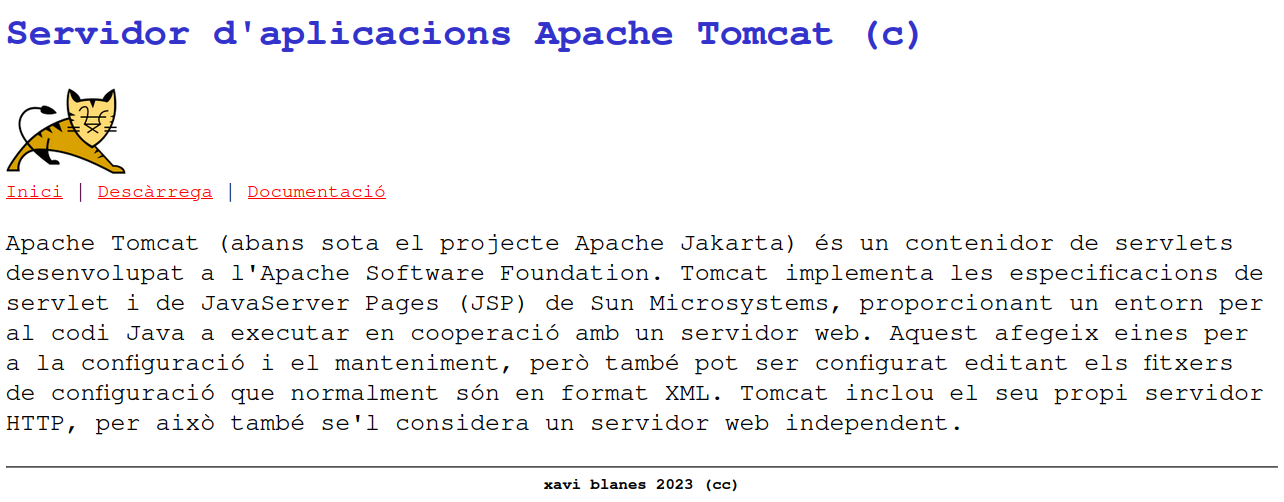 Servidor d'aplicacions Apache Tomcat (c)
Inici | Descàrrega | Documentació
Apache Tomcat (abans sota el projecte Apache Jakarta) és un contenidor de servlets
desenvolupat a l'Apache Software Foundation. Tomcat implementa les especificacions de
servlet i de JavaServer Pages (JSP) de Sun Microsystems, proporcionant un entorn per
al codi Java a executar en cooperació amb un servidor web. Aquest afegeix eines per
a la configuració i el manteniment, però també pot ser configurat editant els fitxers
de configuració que normalment són en format XML. Tomcat inclou el seu propi servidor
HTTP, per això també se'l considera un servidor web independent.
xavi blanes 2023 (cc)